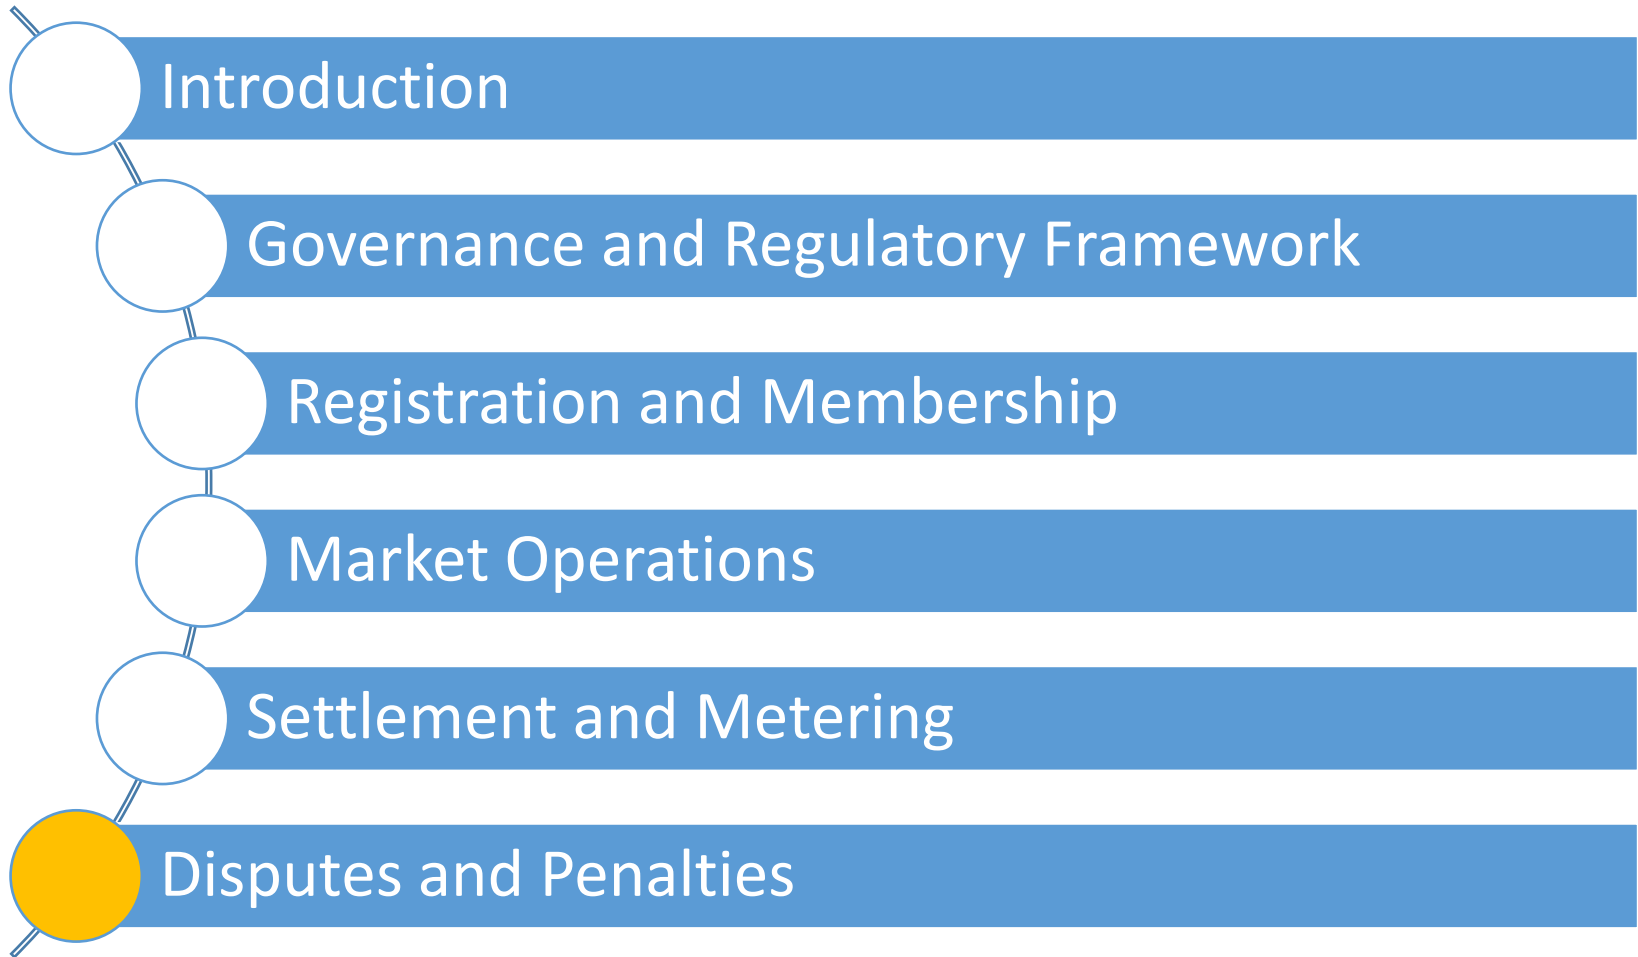 Introduction
Governance and Regulatory Framework
Registration and Membership
Market Operations
Settlement and Metering
Disputes and Penalties